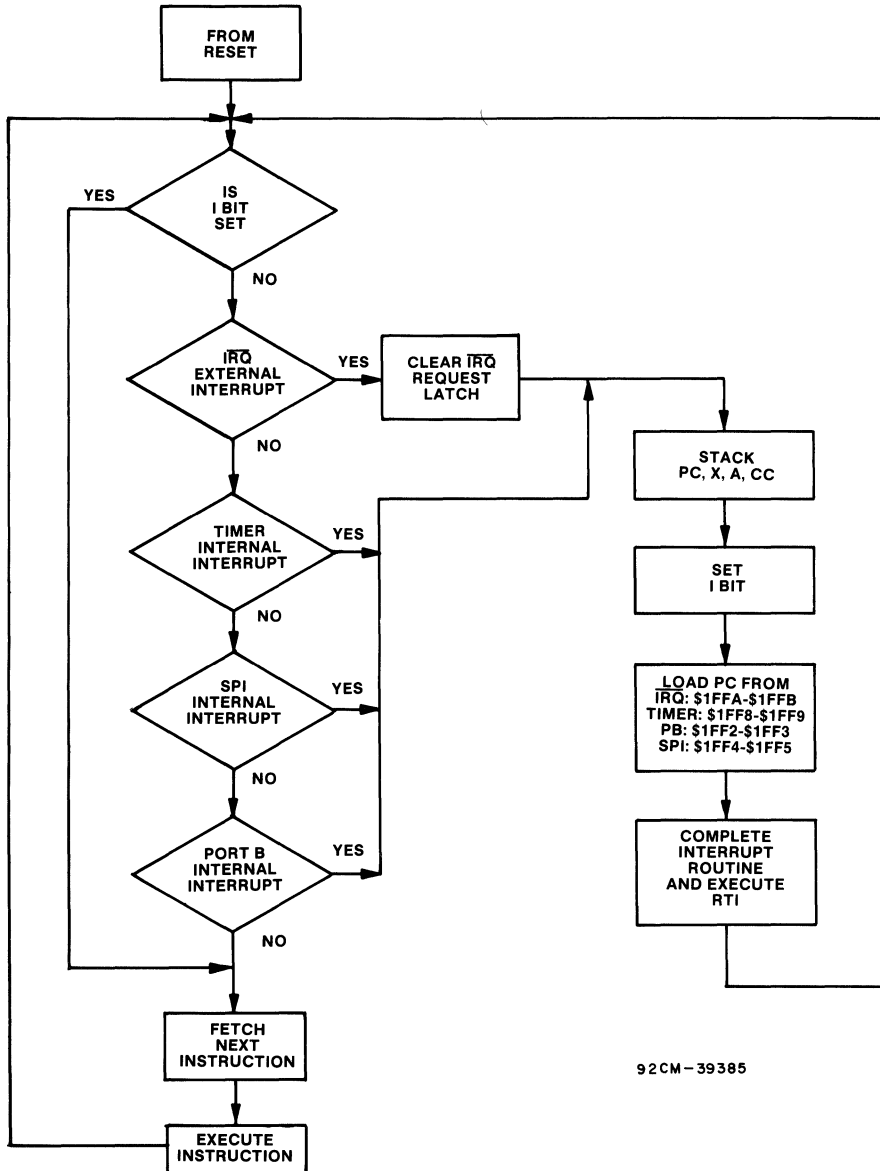 FROM
RESET
YES
IS
I BIT
SET
NO
IRQ
EXTERNAL
INTERRUPT
YES
CLEAR IRQ
REQUEST
LATCH
NO
STACK
PC, X, A, CC
TIMER
INTERNAL
INTERRUPT
YES
NO
SET
I BIT
SPI
INTERNAL
INTERRUPT
YES
NO
LOAD PC FROM
IRQ: $1FFA-$1FFB
TIMER: $1FF8-$1FF9
PB: $1FF2-$1FF3
SPI: $1FF4-$1FF5
PORT B
INTERNAL
INTERRUPT
YES
NO
COMPLETE
INTERRUPT
ROUTINE
AND EXECUTE
RTI
FETCH
NEXT
INSTRUCTION
92CM-39385
EXECUTE
INSTRUCTION